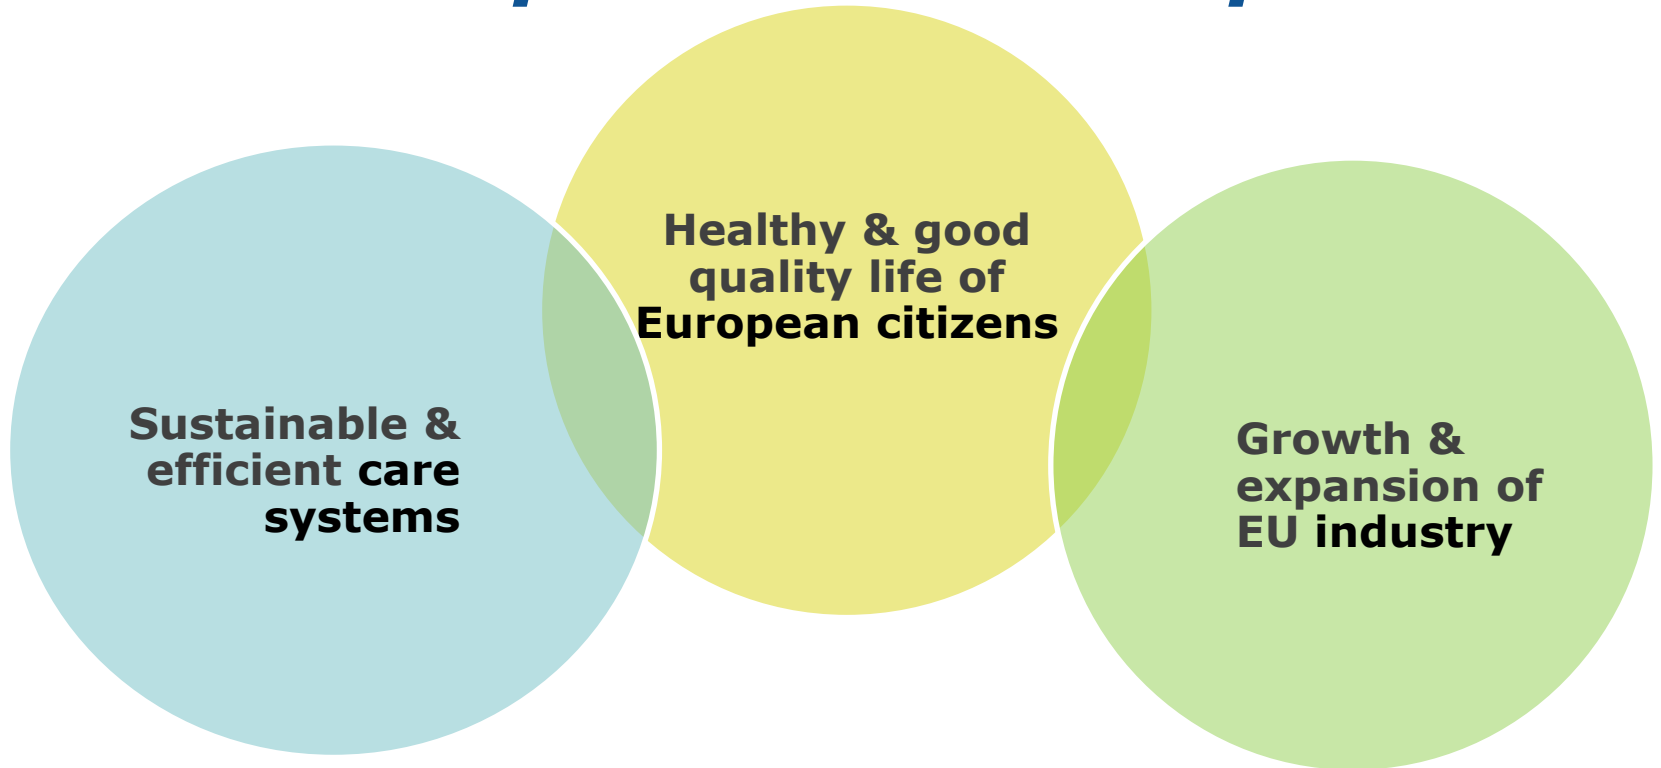 Healthy & good
quality life of
European citizens
Sustainable &
efficient care
systems
Growth &
expansion of
EU industry